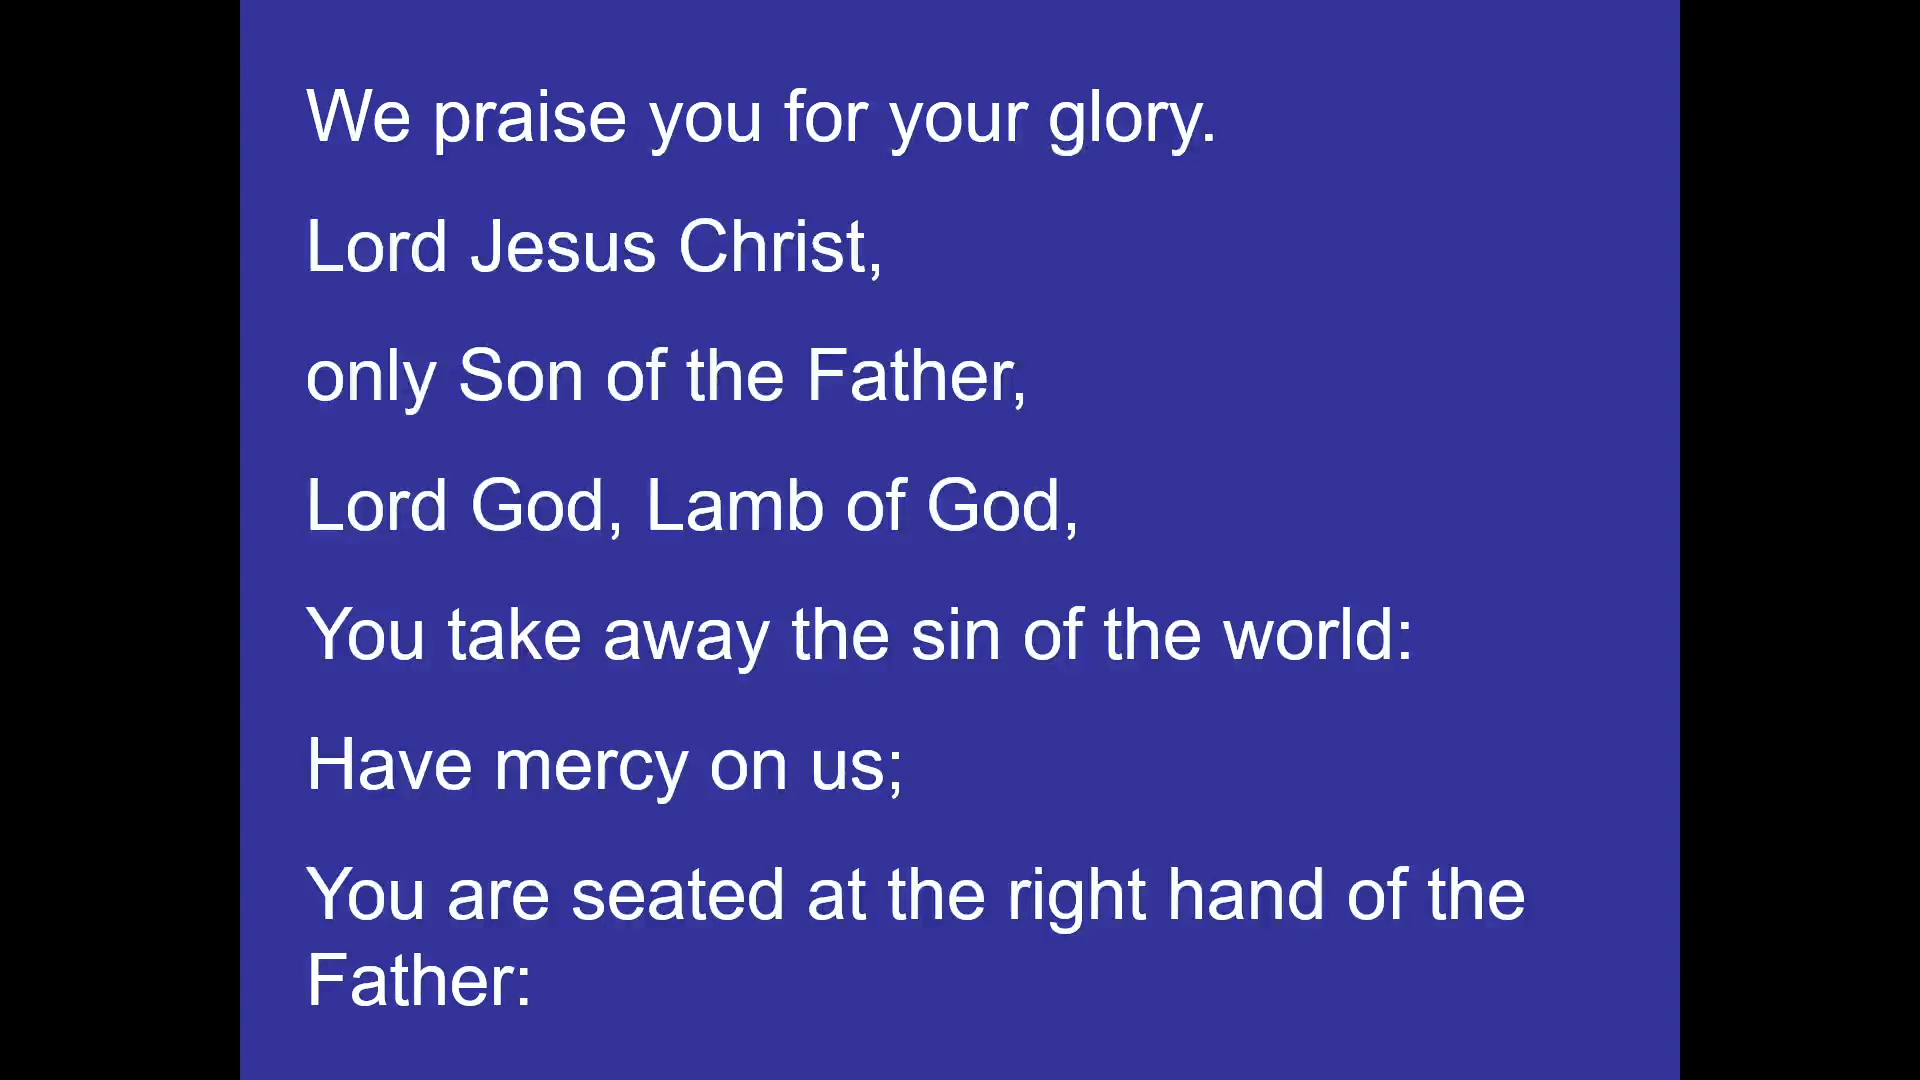 We praise you for your glory.
Lord Jesus Christ,
only Son of the Father,
Lord God, Lamb of God,
You take away the sin of the world:
Have mercy on us;
You are seated at the right hand of the
Father: